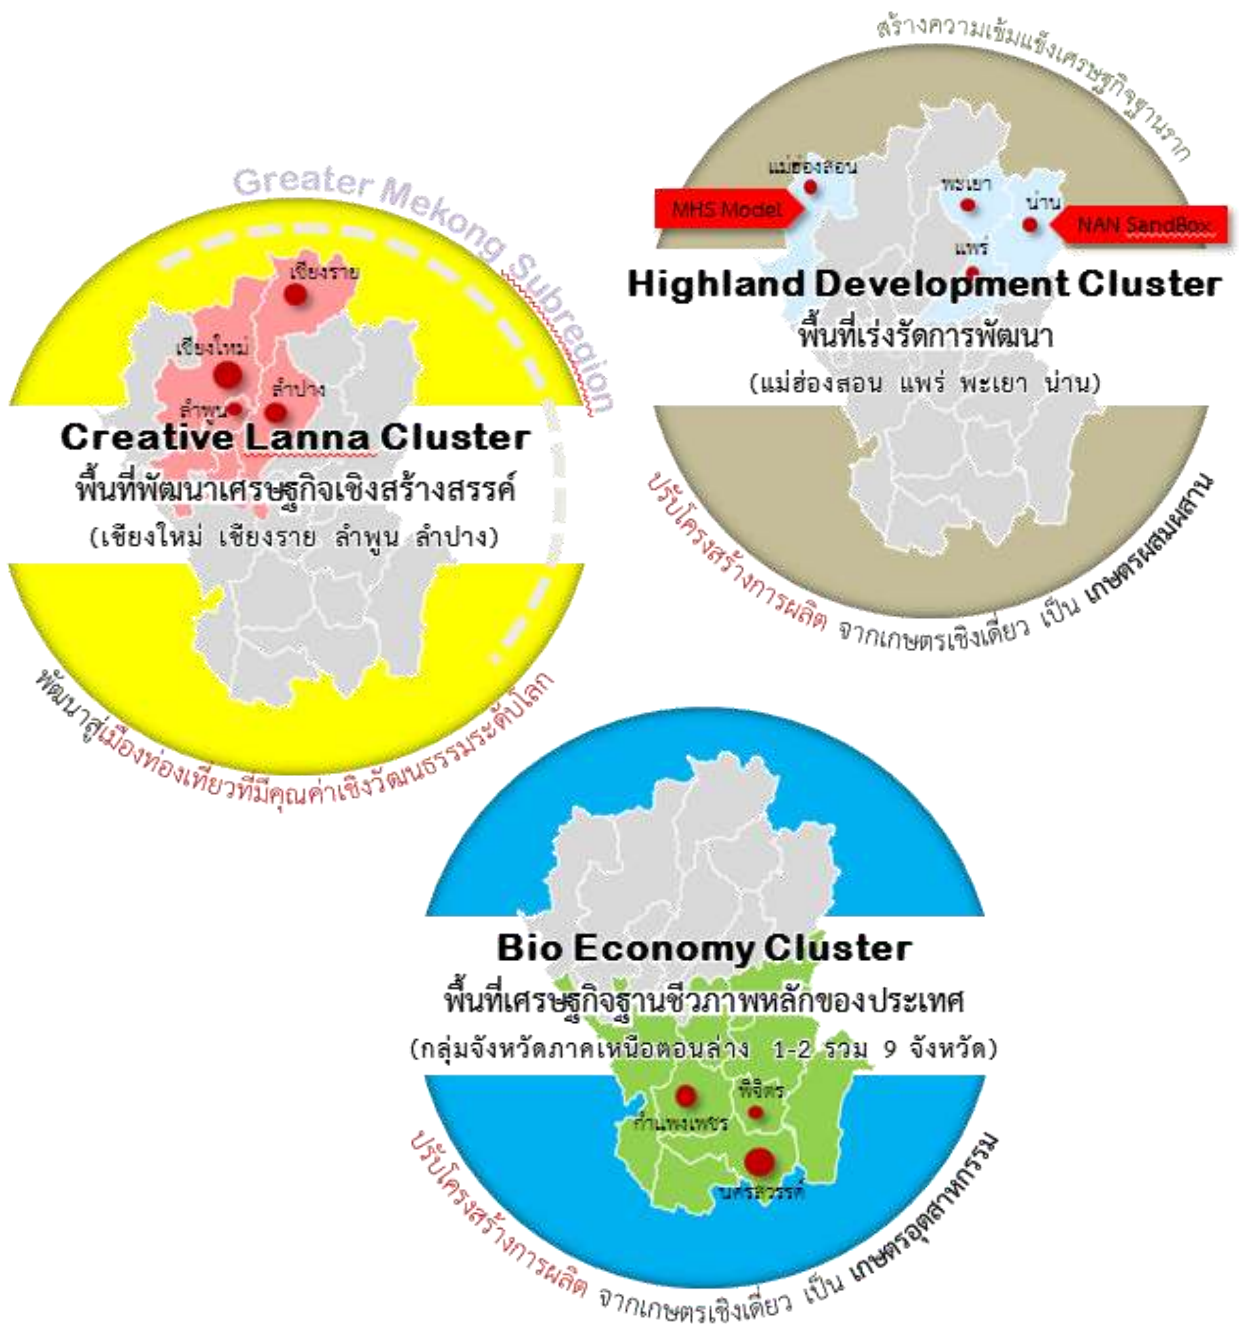 Greater Mekong Subregion
เชียงราย
เชียงใหม่
ลำปาง
ลำพูน
Creative Lanna Cluster
พื้นที่พัฒนาเศรษฐกิจเชิงสร้างสรรค์
(เชียงใหม่ เชียงราย ลำพูน ลำปาง)
พัฒนาสู่เมืองท่องเที่ยวที่มีคุณค่าเชิงวัฒนธรรมระดับโลก
สร้างความเข้มแข็งเศรษฐกิจฐานราก
แม่ฮ่องสอน
พะเยา
น่าน
MHS Model
NAN SandBox
แพร่
Highland Development Cluster
พื้นที่เร่งรัดการพัฒนา
(แม่ฮ่องสอน แพร่ พะเยา น่าน)
ปรับโครงสร้างการผลิต จากเกษตรเชิงเดี่ยว เป็น เกษตรผสมผสาน
Bio Economy Cluster
พื้นที่เศรษฐกิจฐานชีวภาพหลักของประเทศ
(กลุ่มจังหวัดภาคเหนือตอนล่าง 1-2 รวม 9 จังหวัด)
พิจิตร
กำแพงเพชร
นครสวรรค์
ปรับโครงสร้างการผลิต จากเกษตรเชิงเดี่ยว เป็น เกษตรอุตสาหกรรม